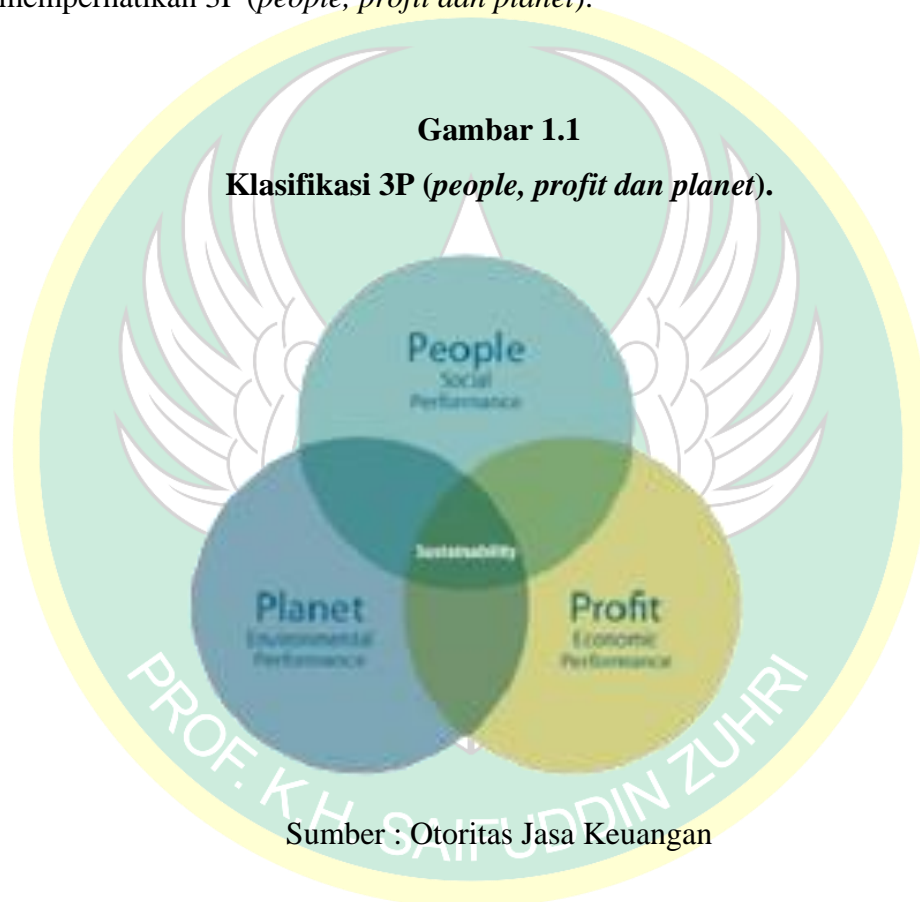 memperhatikan 3P (people, profit dan planet).
Gambar 1.1
Klasifikasi 3P (people, profit dan planet).
People
Social
Performance
Sustainability
Planet
Environmental
Performance
Profit
Economic
Performance
PROF. K.H. SAIFUDDIN ZUHRI
Sumber : Otoritas Jasa Keuangan